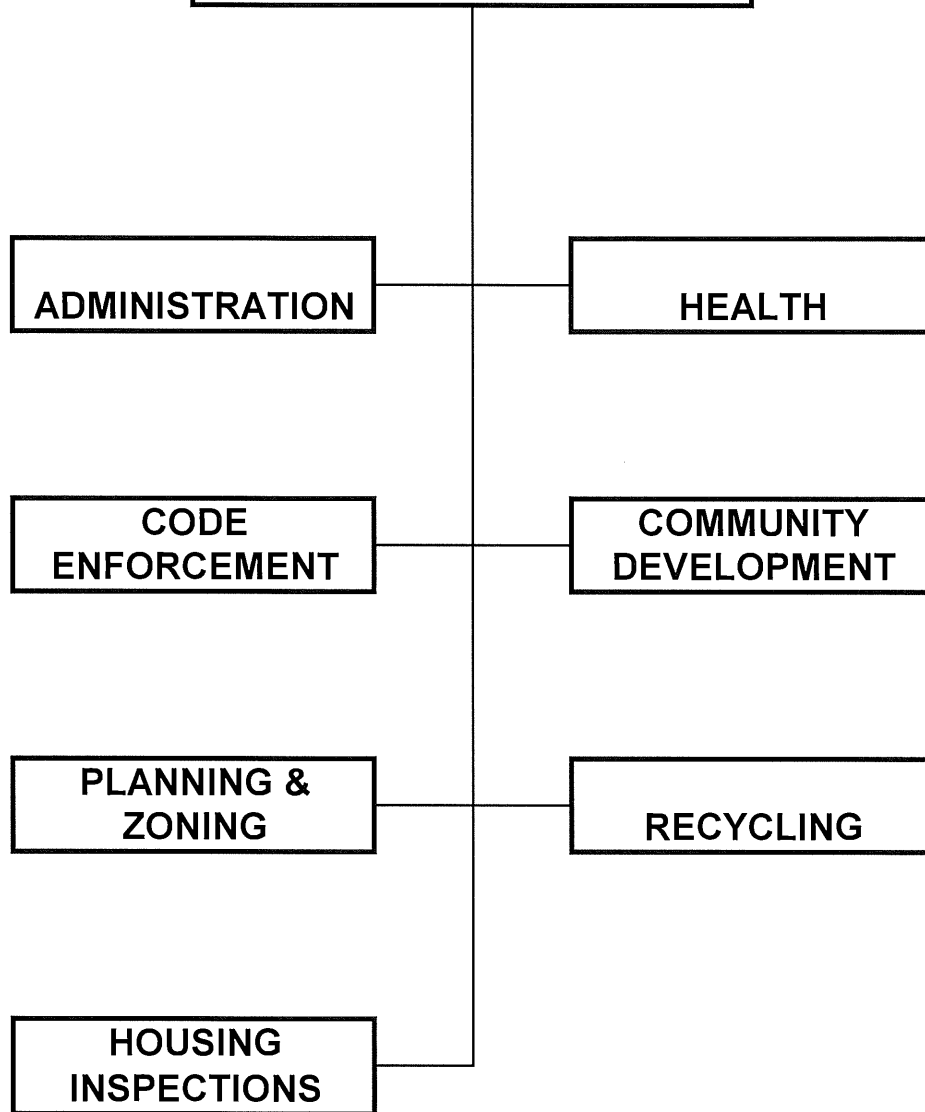 ADMINISTRATION
HEALTH
CODE
ENFORCEMENT
COMMUNITY
DEVELOPMENT
PLANNING &
ZONING
RECYCLING
HOUSING
INSPECTIONS